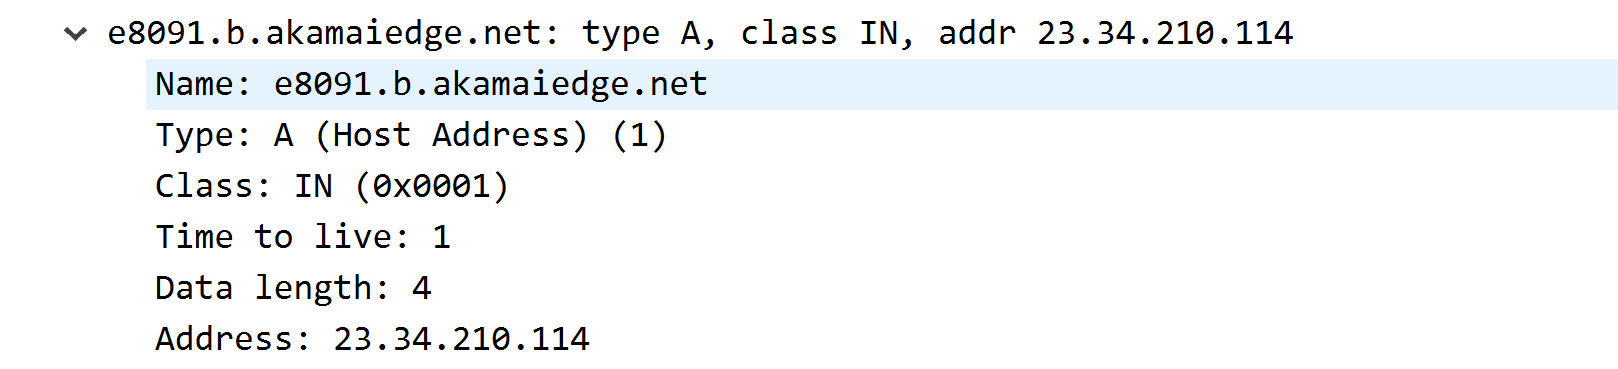 e8091.b.akamaiedge.net: type A, class IN, addr 23.34.210.114
Name: e8091.b.akamaiedge.net
Type: A (Host Address) (1)
Class: IN (0x0001)
Time to live: 1
Data length: 4
Address: 23.34.210.114